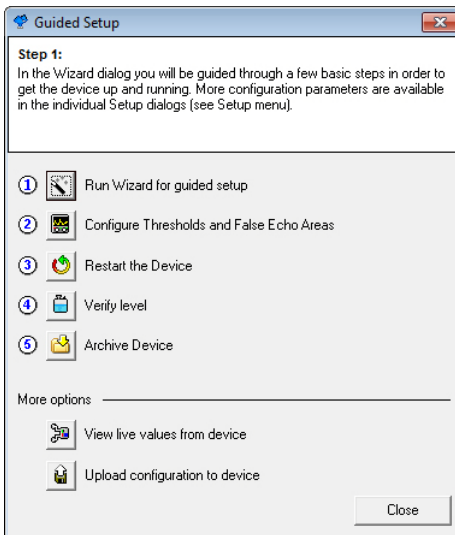 Guided Setup
Step 1:
In the Wizard dialog you will be guided through a few basic steps in order to
get the device up and running. More configuration parameters are available
in the individual Setup dialogs (see Setup menu).
1 Run Wizard for guided setup
2 Configure Thresholds and False Echo Areas
3 Restart the Device
4 Verify level
5 Archive Device
More options
View live values from device
Upload configuration to device
Close